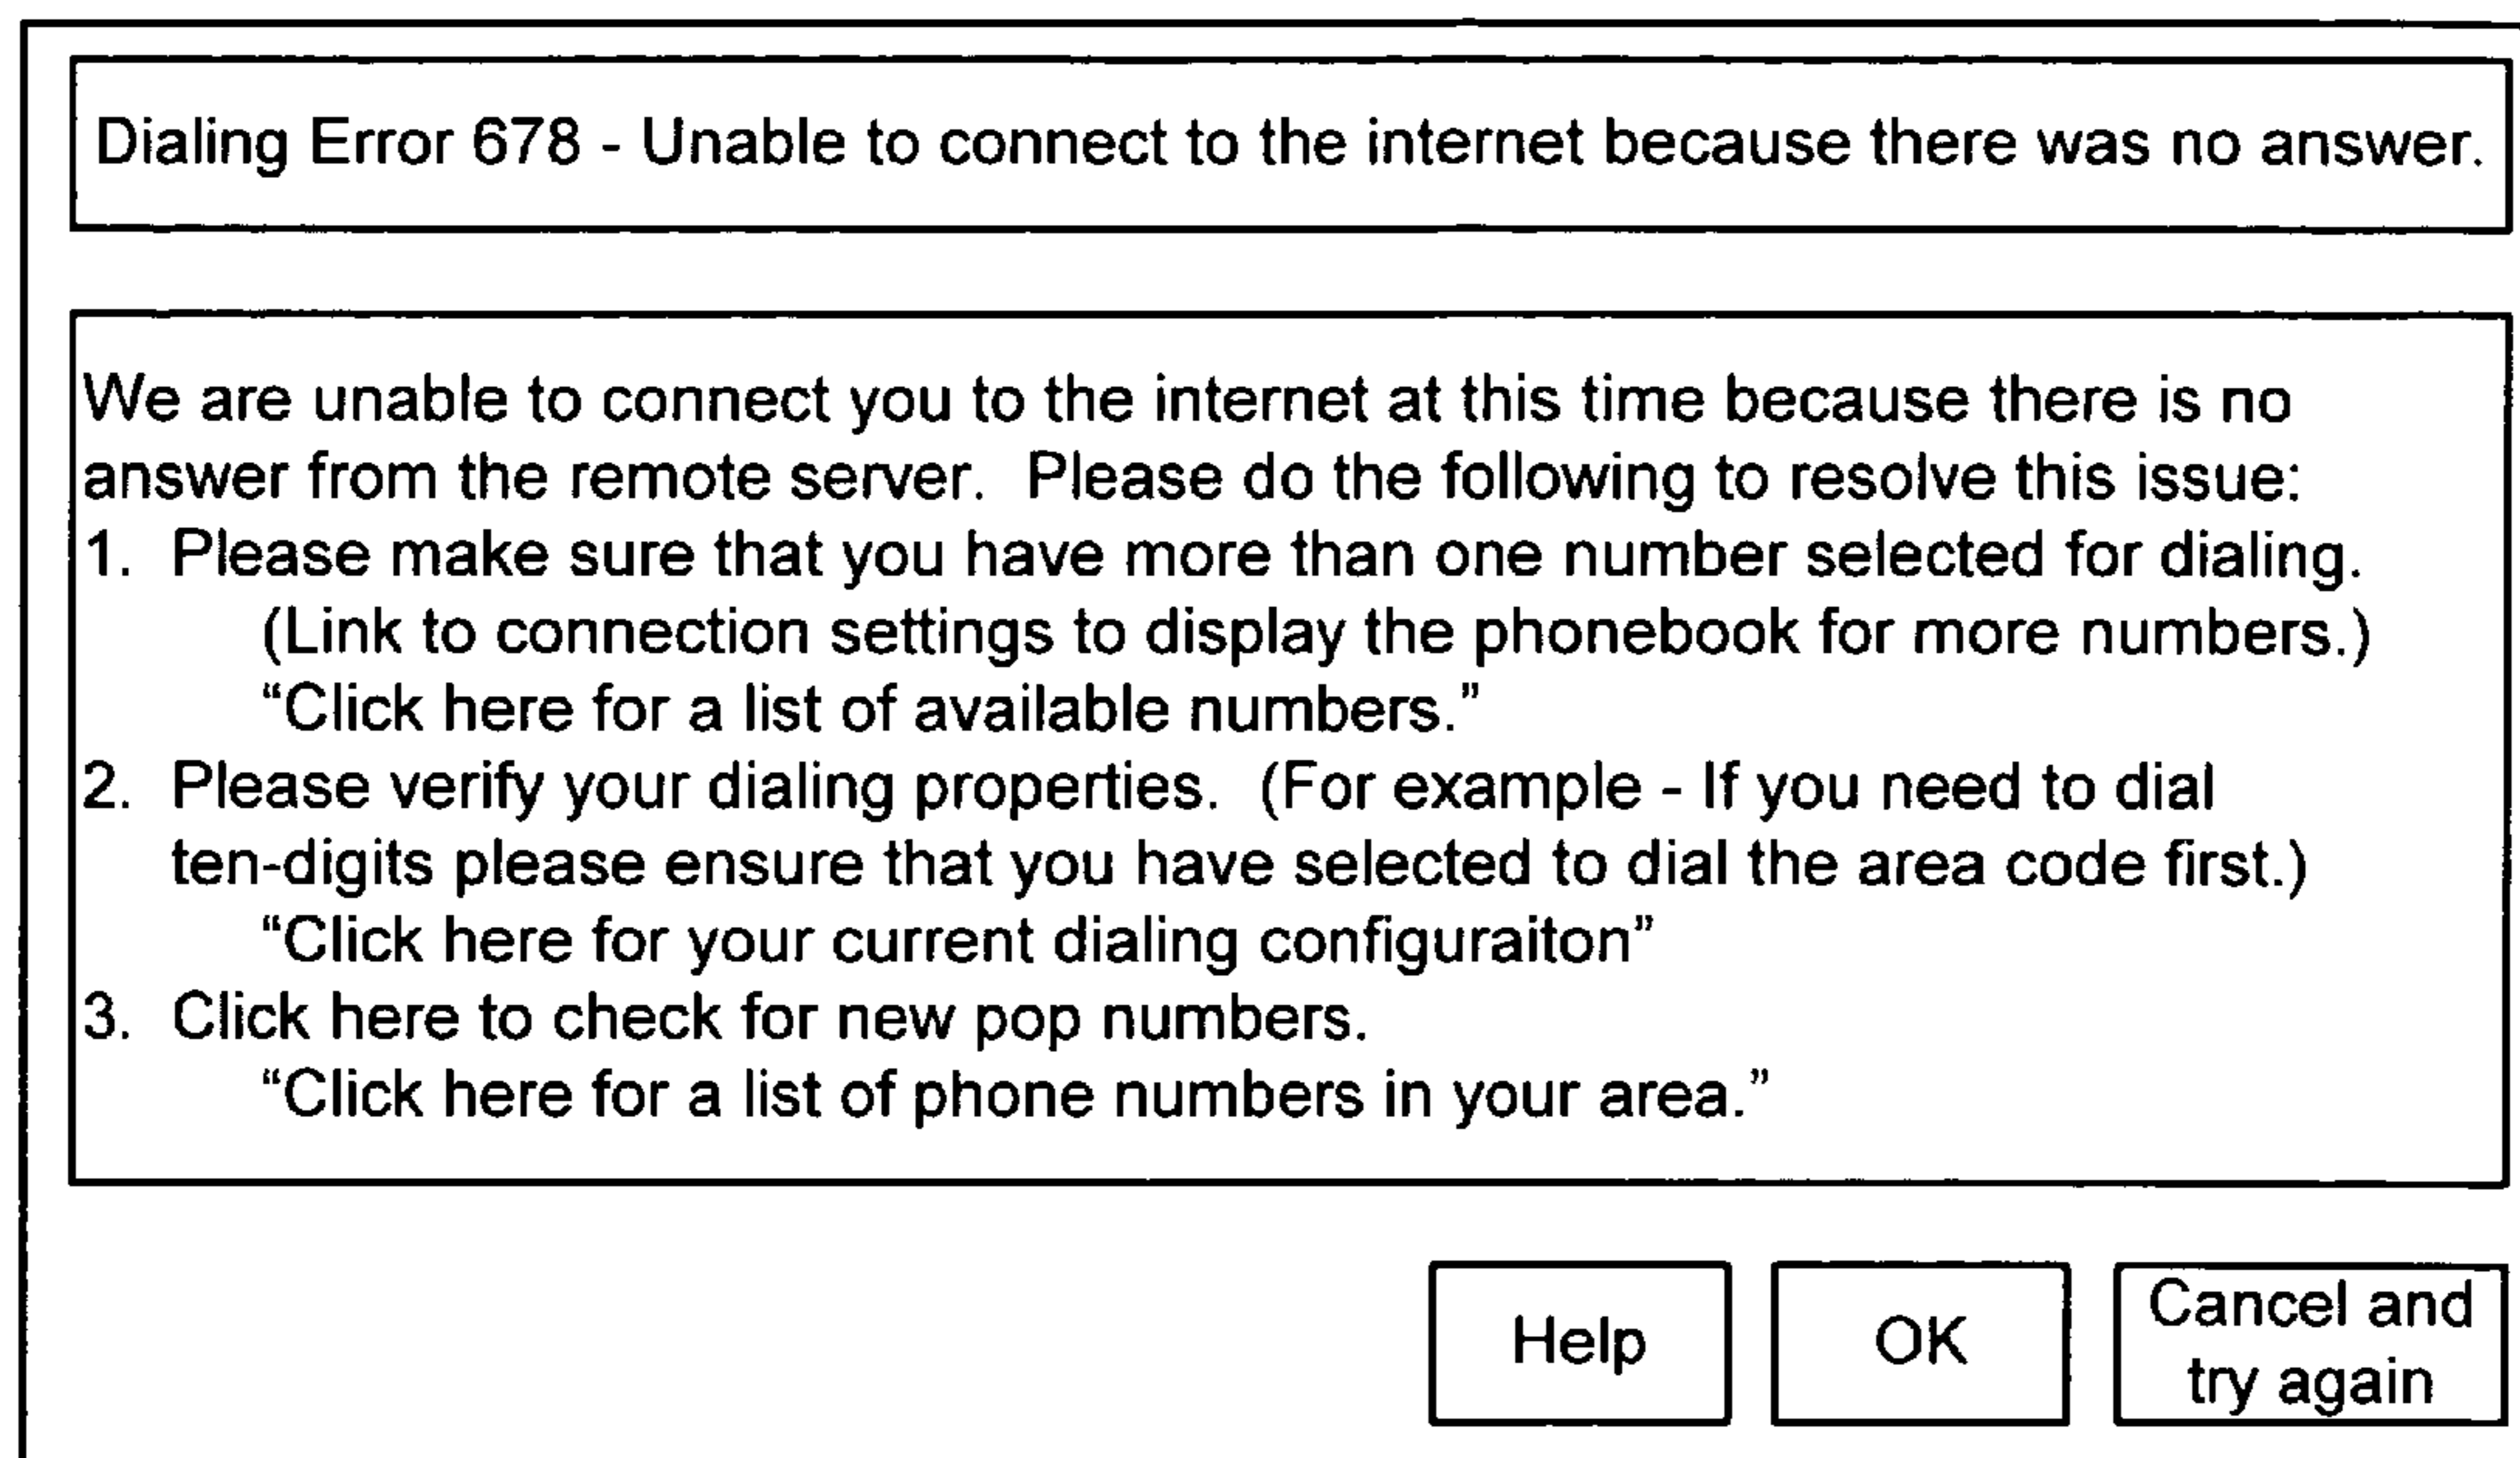 Dialing Error 678 - Unable to connect to the internet because there was no answer.
We are unable to connect you to the internet at this time because there is no
answer from the remote server.  Please do the following to resolve this issue:
1.  Please make sure that you have more than one number selected for dialing.
(Link to connection settings to display the phonebook for more numbers.)
“Click here for a list of available numbers.”
2.  Please verify your dialing properties.  (For example - If you need to dial
ten-digits please ensure that you have selected to dial the area code first.)
“Click here for your current dialing configuraiton”
3.  Click here to check for new pop numbers.
“Click here for a list of phone numbers in your area.”
Help
OK
Cancel and
try again